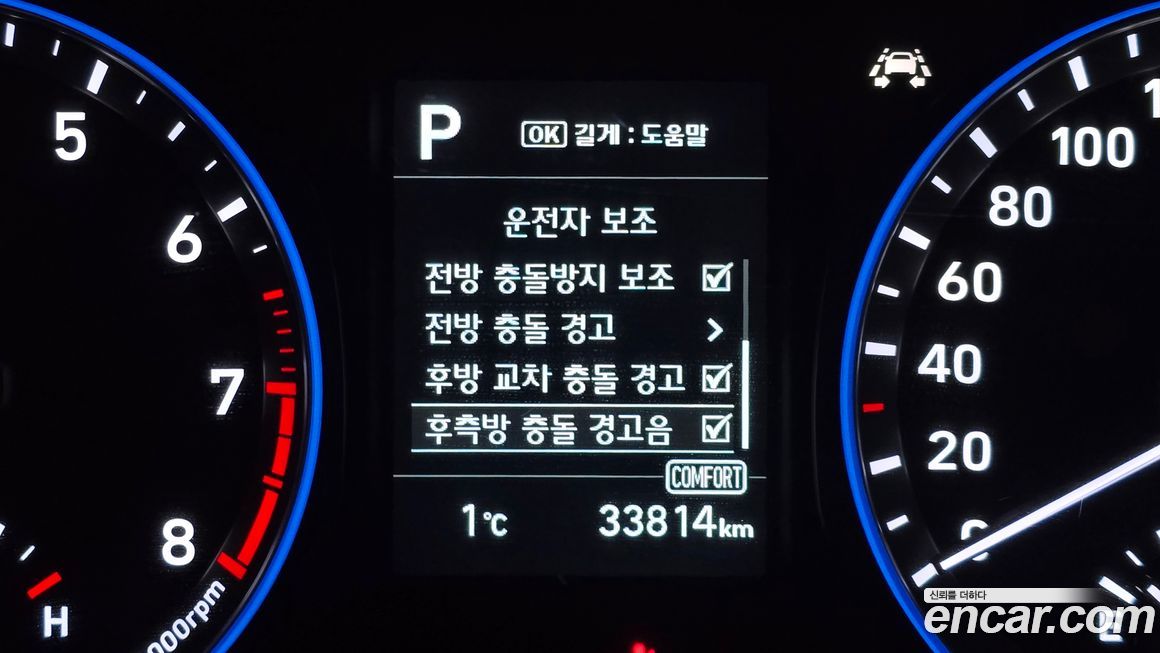 P
OK 길게 : 도움말
운전자 보조
전방 충돌방지 보조
전방 충돌 경고
후방 교차 충돌 경고
후측방 충돌 경고음
COMFORT
1℃ 33814km
5
6
7
8
000rpm
H
100
80
60
40
20
0
신뢰를 더하다
encar.com